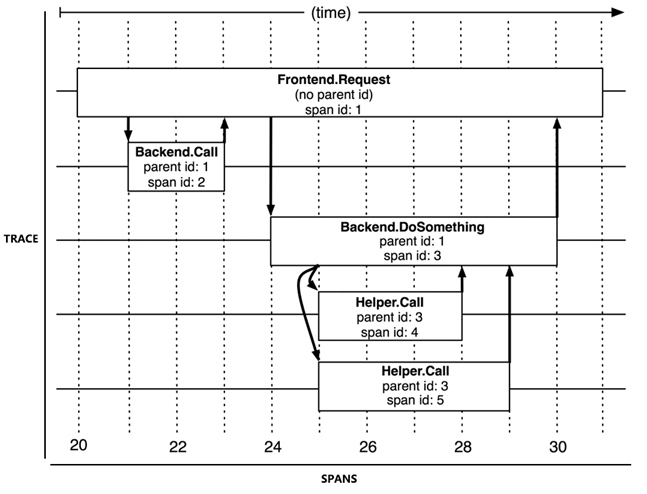 (time)
Frontend.Request
(no parent id)
span id: 1
Backend.Call
parent id: 1
span id: 2
Backend.DoSomething
parent id: 1
span id: 3
TRACE
Helper.Call
parent id: 3
span id: 4
Helper.Call
parent id: 3
span id: 5
20 22 24 26 28 30
SPANS